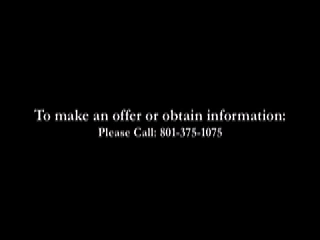 To make an offer or obtain information:
Please Call: 801-375-1075